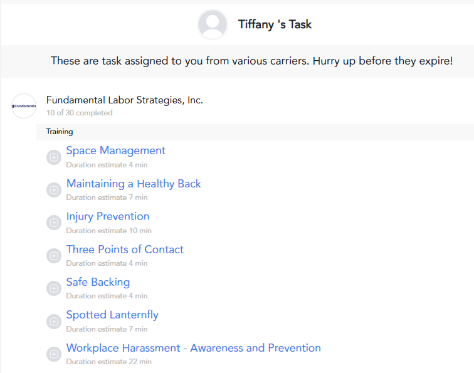 Tiffany 's Task
These are task assigned to you from various carriers. Hurry up before they expire!
Fundamental Labor Strategies, Inc.
10 of 30 completed
Training
Space Management
Duration estimate 4 min
Maintaining a Healthy Back
Duration estimate 7 min
Injury Prevention
Duration estimate 10 min
Three Points of Contact
Duration estimate 4 min
Safe Backing
Duration estimate 4 min
Spotted Lanternfly
Duration estimate 7 min
Workplace Harassment - Awareness and Prevention
Duration estimate 22 min